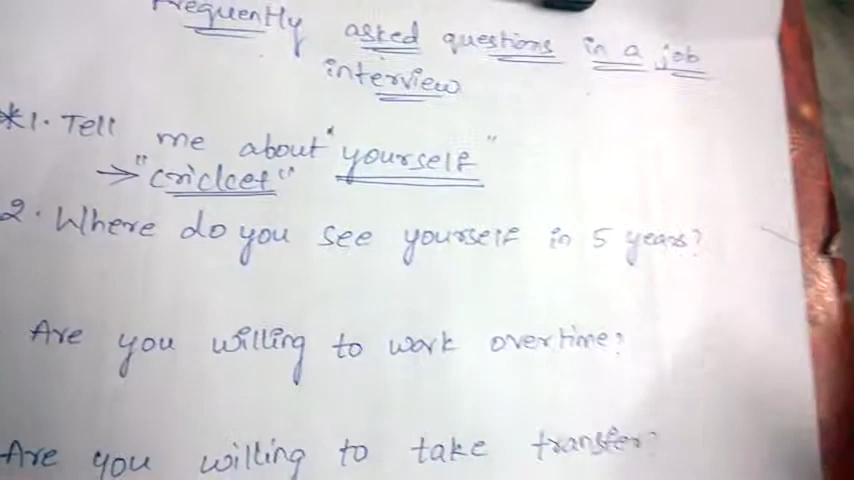 Frequently asked questions in a job
interview
*1. Tell me about "yourself"
→ "cricket"
2. Where do you see yourself in 5 years?
Are you willing to work overtime?
Are you willing to take transfer?